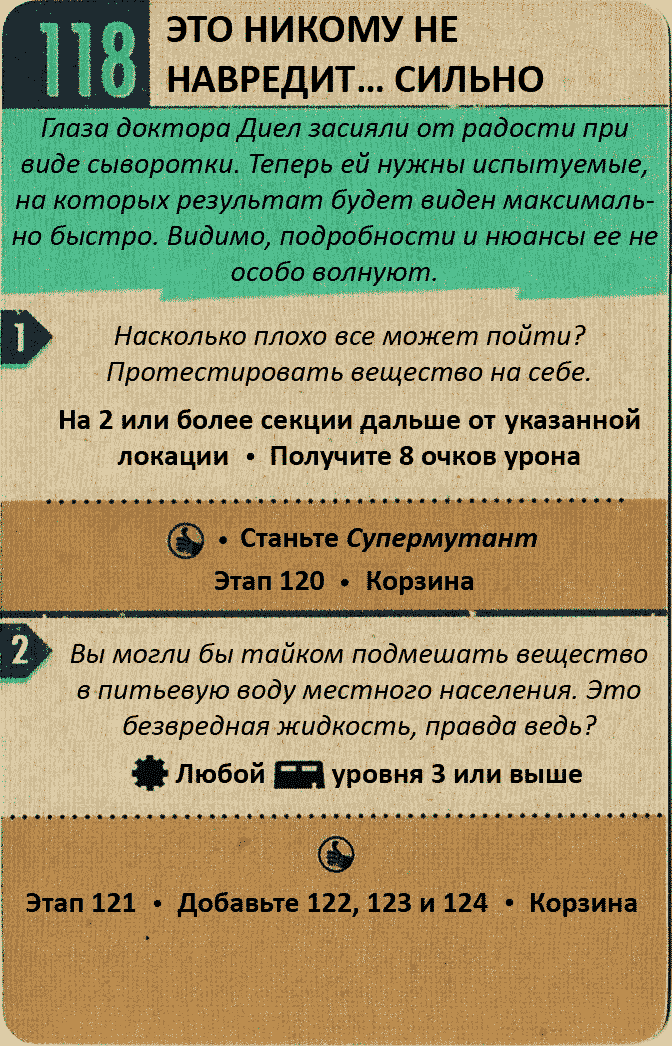 118
ЭТО НИКОМУ НЕ
НАВРЕДИТ... СИЛЬНО
Глаза доктора Диел засияли от радости при
виде сыворотки. Теперь ей нужны испытуемые,
на которых результат будет виден максималь-
но быстро. Видимо, подробности и нюансы ее не
особо волнуют.
1
Насколько плохо все может пойти?
Протестировать вещество на себе.
На 2 или более секции дальше от указанной
локации • Получите 8 очков урона
• Станьте Супермутант
Этап 120 • Корзина
2
Вы могли бы тайком подмешать вещество
в питьевую воду местного населения. Это
безвредная жидкость, правда ведь?
Любой уровня 3 или выше
Этап 121 • Добавьте 122, 123 и 124 • Корзина